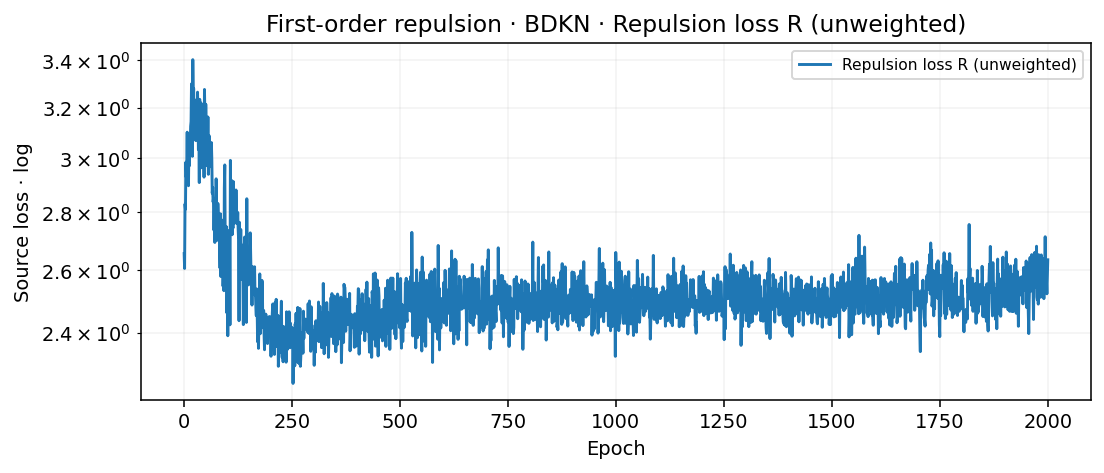 First-order repulsion · BDKN · Repulsion loss R (unweighted)
Repulsion loss R (unweighted)
Source loss · log
3.4 × 10⁰
3.2 × 10⁰
3 × 10⁰
2.8 × 10⁰
2.6 × 10⁰
2.4 × 10⁰
0 250 500 750 1000 1250 1500 1750 2000
Epoch